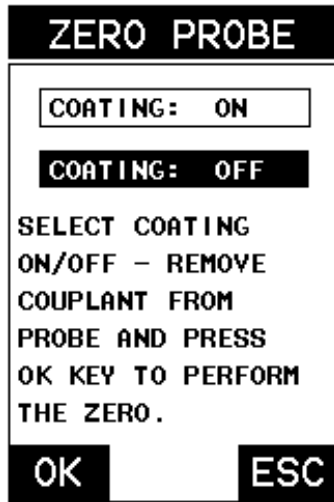 ZERO PROBE
COATING: ON
COATING: OFF
SELECT COATING
ON/OFF - REMOVE
COUPLANT FROM
PROBE AND PRESS
OK KEY TO PERFORM
THE ZERO.
OK ESC